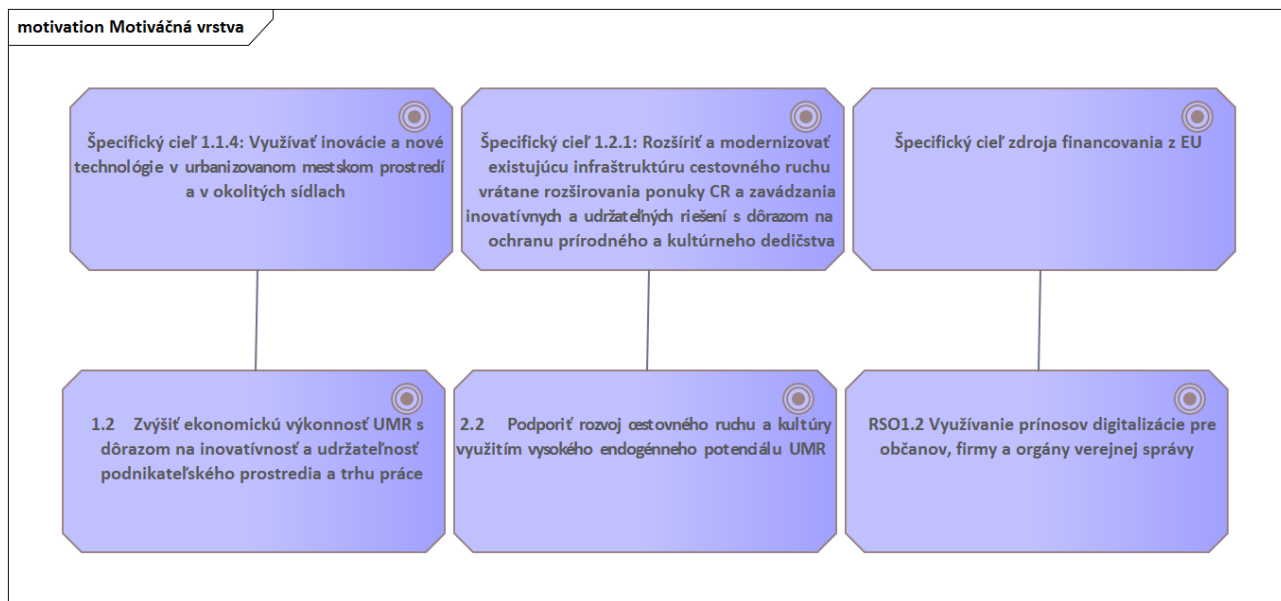 motivation Motiváčná vrstva
Špecifický cieľ 1.1.4: Využívať inovácie a nové
technológie v urbanizovanom mestskom prostredí
a v okolitých sídlach
Špecifický cieľ 1.2.1: Rozšíriť a modernizovať
existujúcu infraštruktúru cestovného ruchu
vrátane rozširovania ponuky CR a zavádzania
inovatívnych a udržateľných riešení s dôrazom na
ochranu prírodného a kultúrneho dedičstva
Špecifický cieľ zdroja financovania z EU
1.2 Zvýšiť ekonomickú výkonnosť UMR s
dôrazom na inovatívnosť a udržateľnosť
podnikateľského prostredia a trhu práce
2.2 Podporiť rozvoj cestovného ruchu a kultúry
využitím vysokého endogénneho potenciálu UMR
RSO1.2 Využívanie prínosov digitalizácie pre
občanov, firmy a orgány verejnej správy